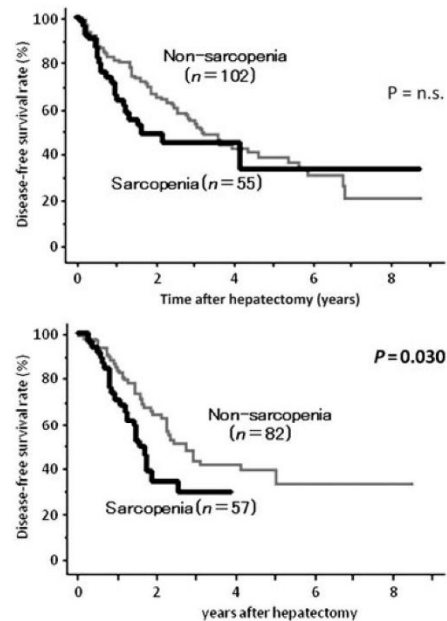 Disease-free survival rate (%)
100
80
60
40
20
0
Non-sarcopenia
(n=102)
P = n.s.
Sarcopenia(n=55)
0 2 4 6 8
Time after hepatectomy (years)
Disease-free survival rate (%)
100
80
60
40
20
0
P=0.030
Non-sarcopenia
(n=82)
Sarcopenia(n=57)
0 2 4 6 8
years after hepatectomy